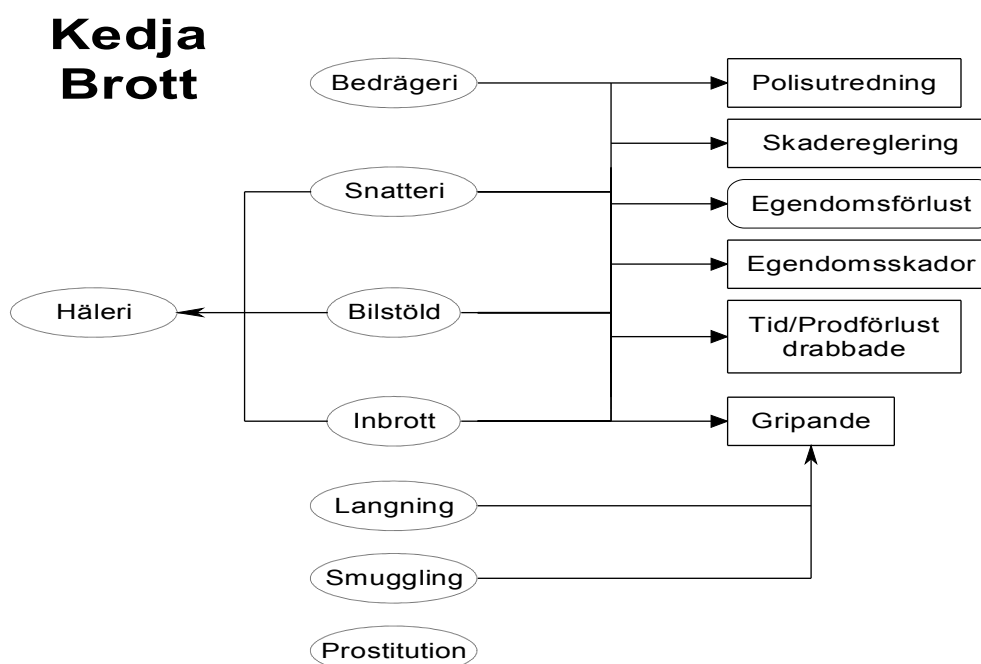 Kedja
Brott
Bedrägeri
Polisutredning
Skadereglering
Snatteri
Egendomsförlust
Egendomsskador
Häleri
Bilstöld
Tid/Prodförlust
drabbade
Inbrott
Gripande
Langning
Smuggling
Prostitution